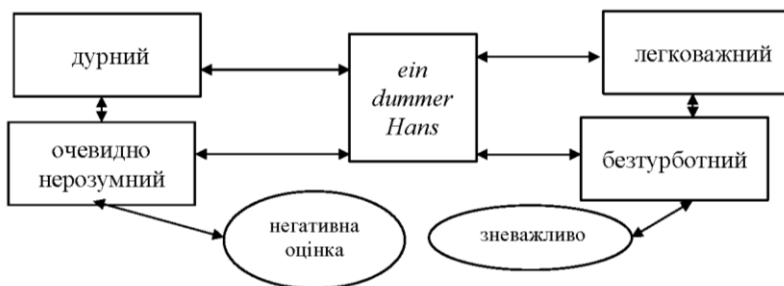 дурний
ein
dummer
Hans
легковажний
очевидно
нерозумний
безтурботний
негативна
оцінка
зневажливо